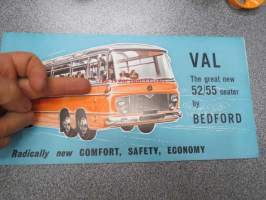 VAL
The great new
52/55 seater
by
BEDFORD
Radically new COMFORT, SAFETY, ECONOMY